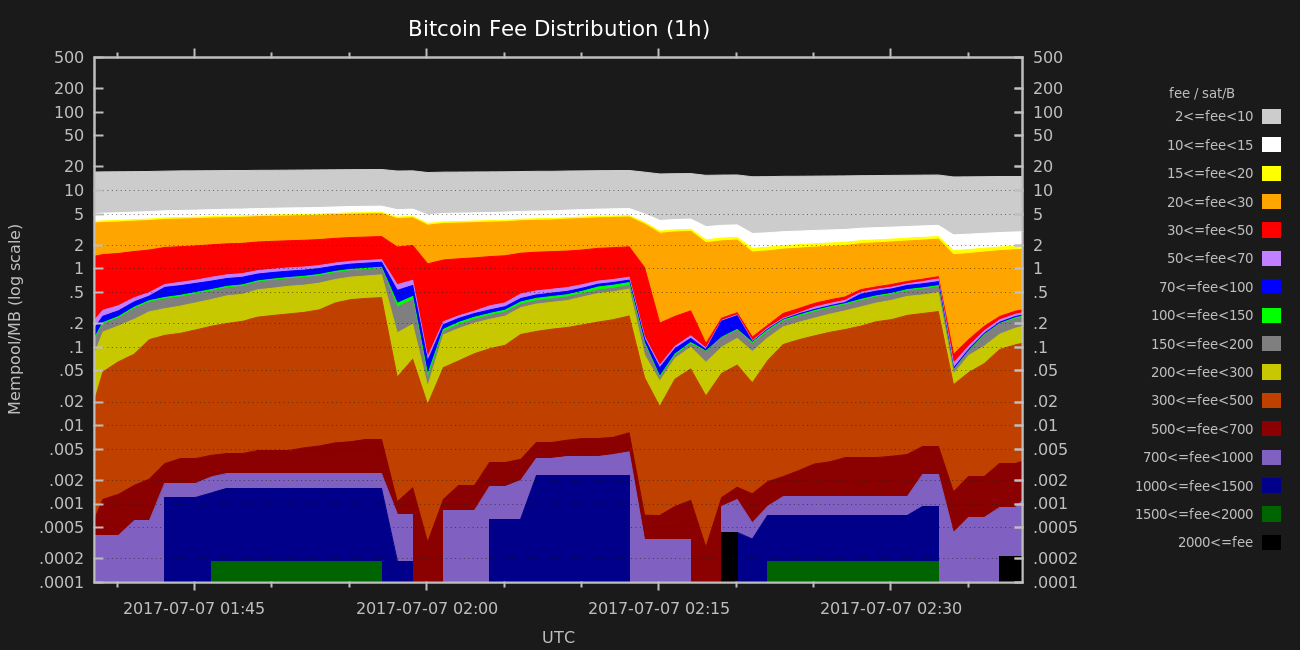 Bitcoin Fee Distribution (1h)
Mempool/MB (log scale)
500
200
100
50
20
10
5
2
1
.5
.2
.1
.05
.02
.01
.005
.002
.001
.0005
.0002
.0001
500
200
100
50
20
10
5
2
1
.5
.2
.1
.05
.02
.01
.005
.002
.001
.0005
.0002
.0001
2017-07-07 01:45
2017-07-07 02:00
2017-07-07 02:15
2017-07-07 02:30
UTC
fee / sat/B
2<=fee<10
10<=fee<15
15<=fee<20
20<=fee<30
30<=fee<50
50<=fee<70
70<=fee<100
100<=fee<150
150<=fee<200
200<=fee<300
300<=fee<500
500<=fee<700
700<=fee<1000
1000<=fee<1500
1500<=fee<2000
2000<=fee